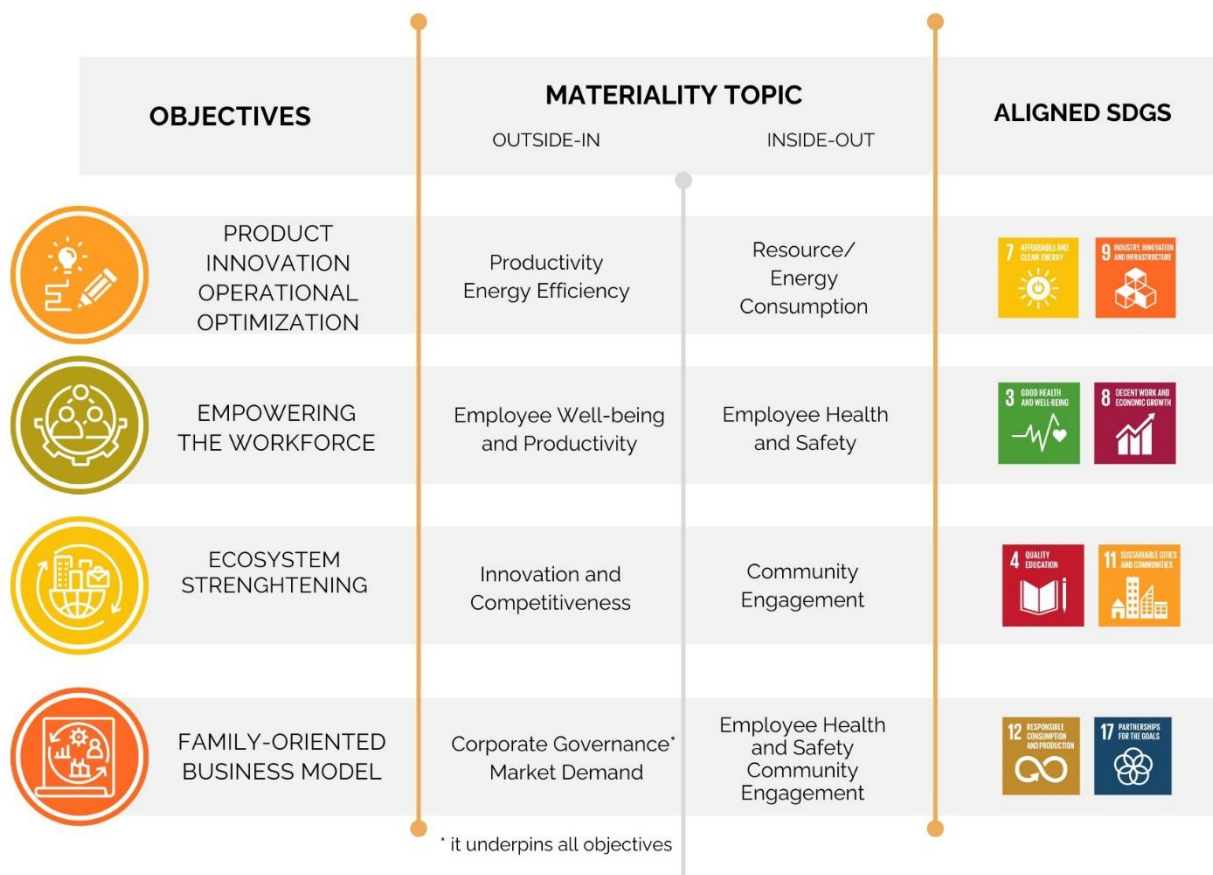 OBJECTIVES
MATERIALITY TOPIC
OUTSIDE-IN
INSIDE-OUT
ALIGNED SDGS
PRODUCT
INNOVATION
OPERATIONAL
OPTIMIZATION
Productivity
Energy Efficiency
Resource/
Energy
Consumption
7 AFFORDABLE AND
CLEAN ENERGY
9 INDUSTRY, INNOVATION
AND INFRASTRUCTURE
EMPOWERING
THE WORKFORCE
Employee Well-being
and Productivity
Employee Health
and Safety
3 GOOD HEALTH
AND WELL-BEING
8 DECENT WORK AND
ECONOMIC GROWTH
ECOSYSTEM
STRENGHTENING
Innovation and
Competitiveness
Community
Engagement
4 QUALITY
EDUCATION
11 SUSTAINABLE CITIES
AND COMMUNITIES
FAMILY-ORIENTED
BUSINESS MODEL
Corporate Governance*
Market Demand
Employee Health
and Safety
Community
Engagement
12 RESPONSIBLE
CONSUMPTION
AND PRODUCTION
17 PARTNERSHIPS
FOR THE GOALS
* it underpins all objectives